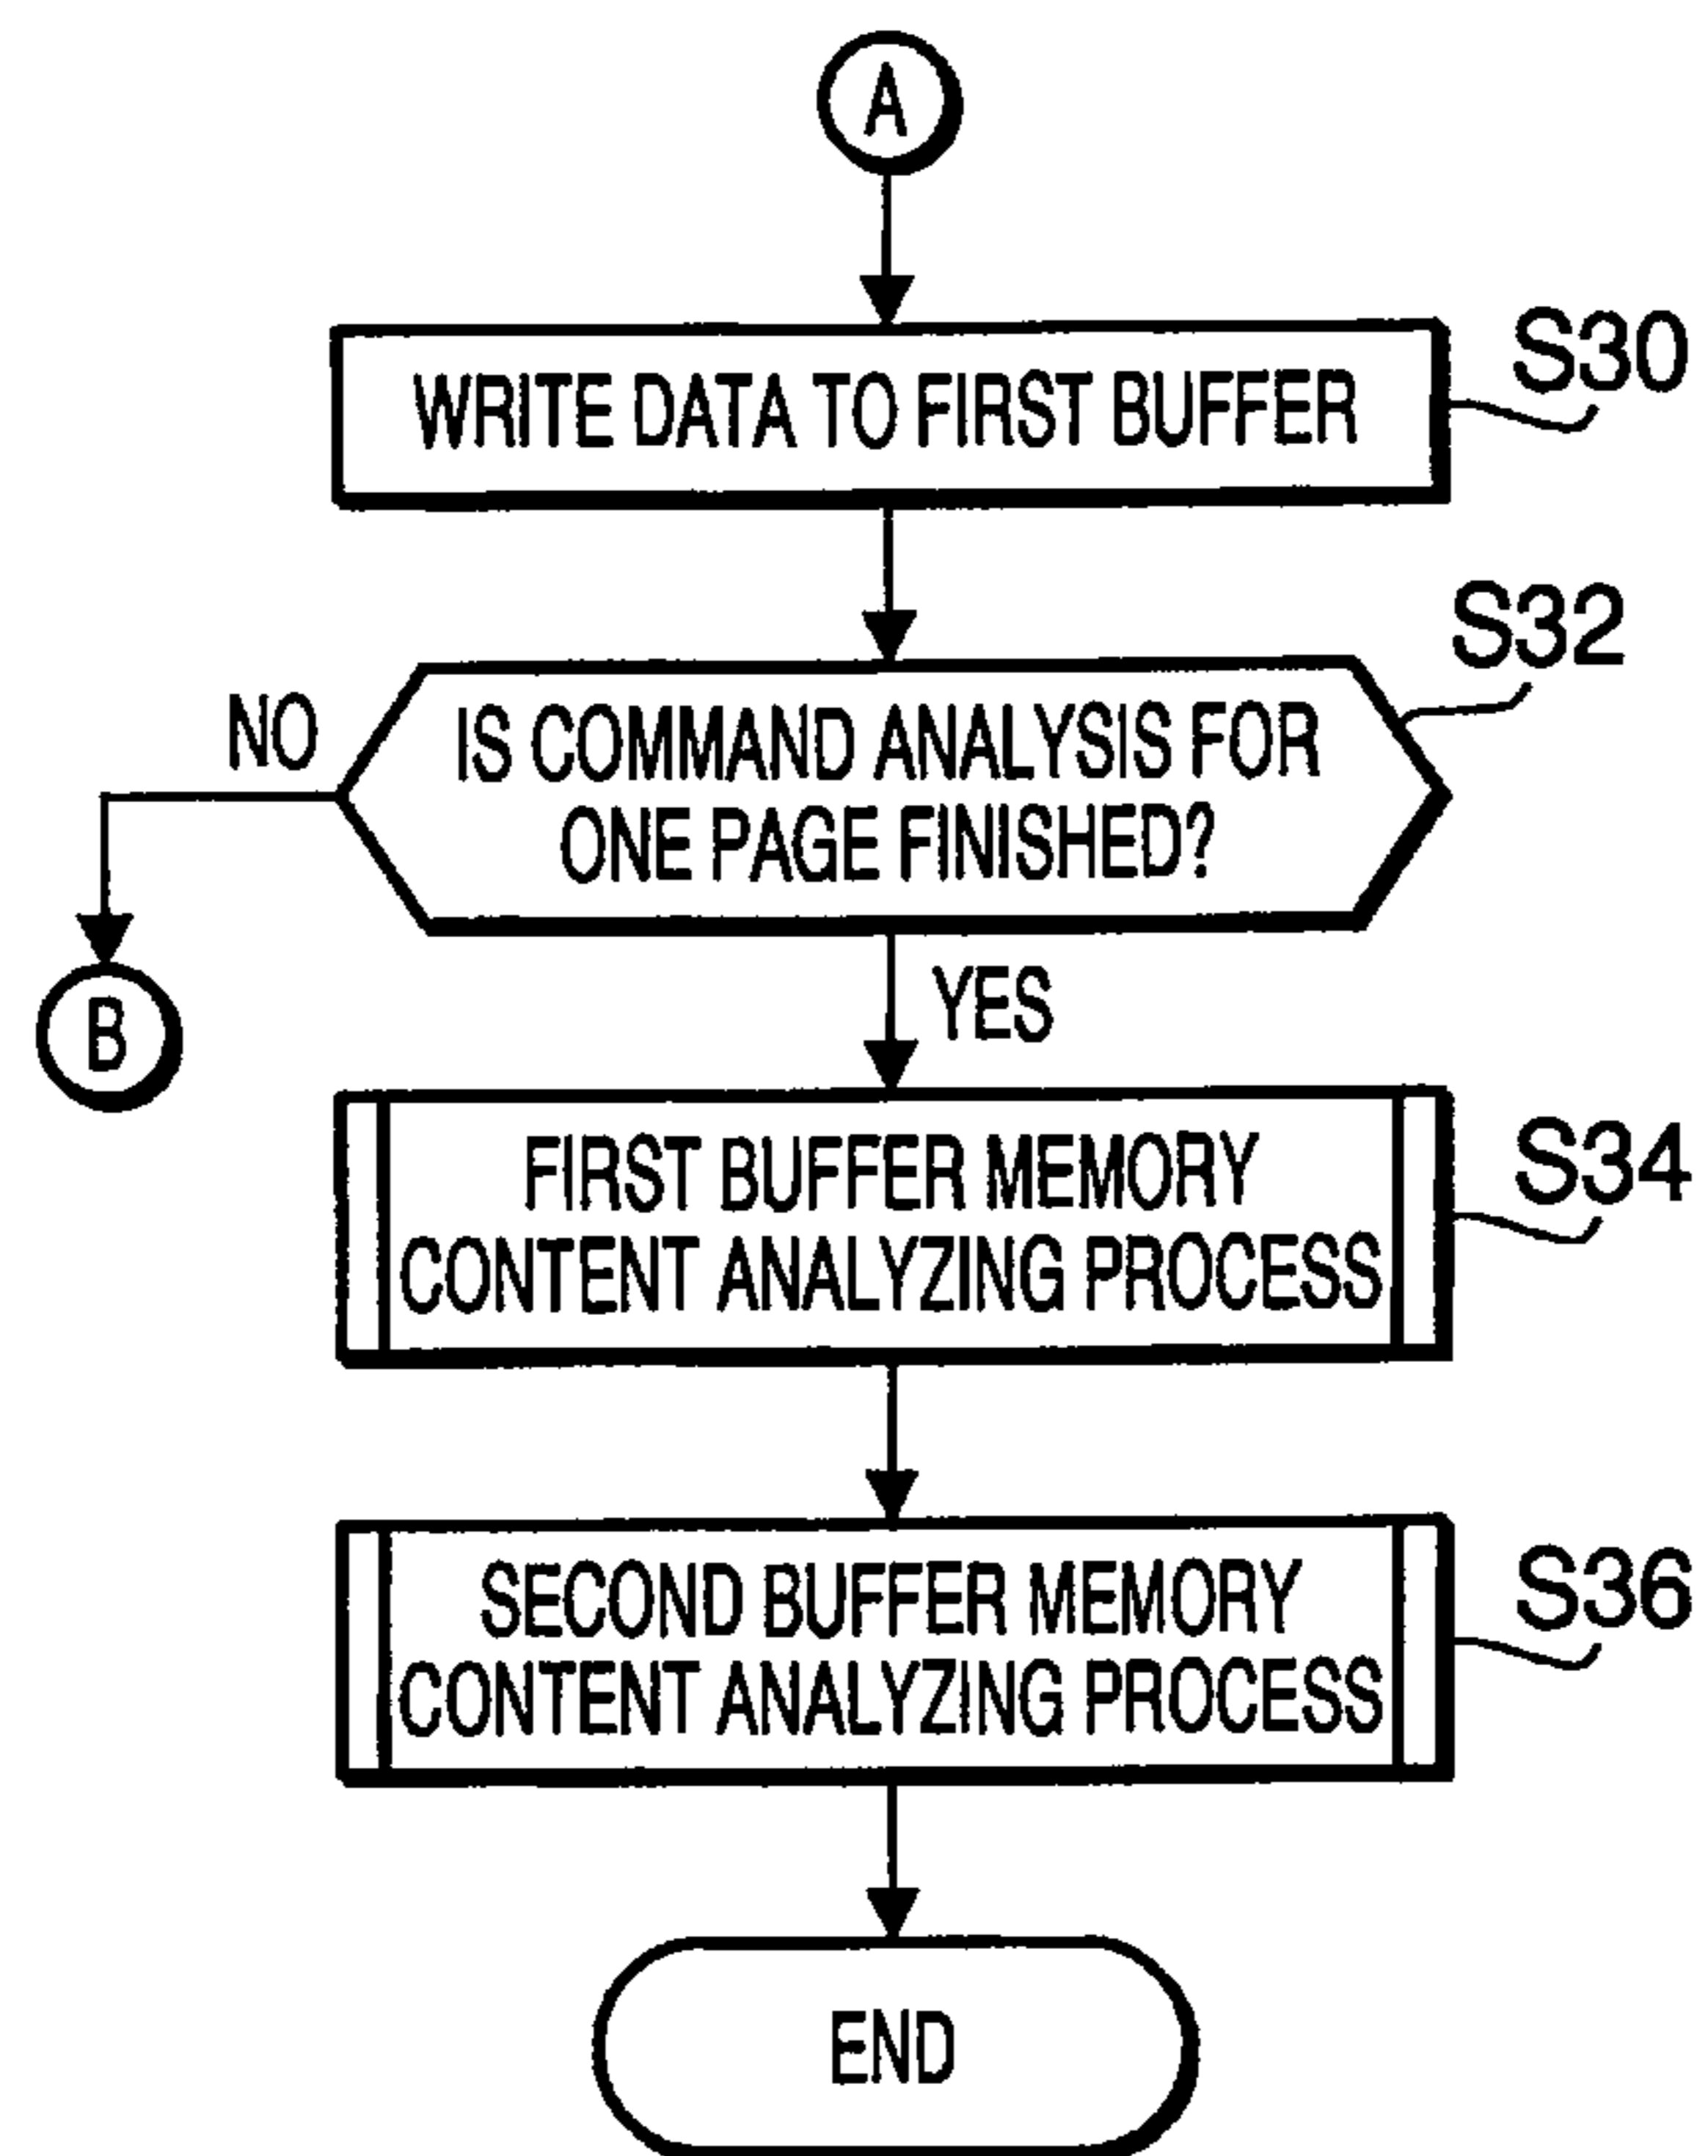 A
WRITE DATA TO FIRST BUFFER
S30
S32
NO
IS COMMAND ANALYSIS FOR
ONE PAGE FINISHED?
YES
B
FIRST BUFFER MEMORY
CONTENT ANALYZING PROCESS
S34
SECOND BUFFER MEMORY
CONTENT ANALYZING PROCESS
S36
END